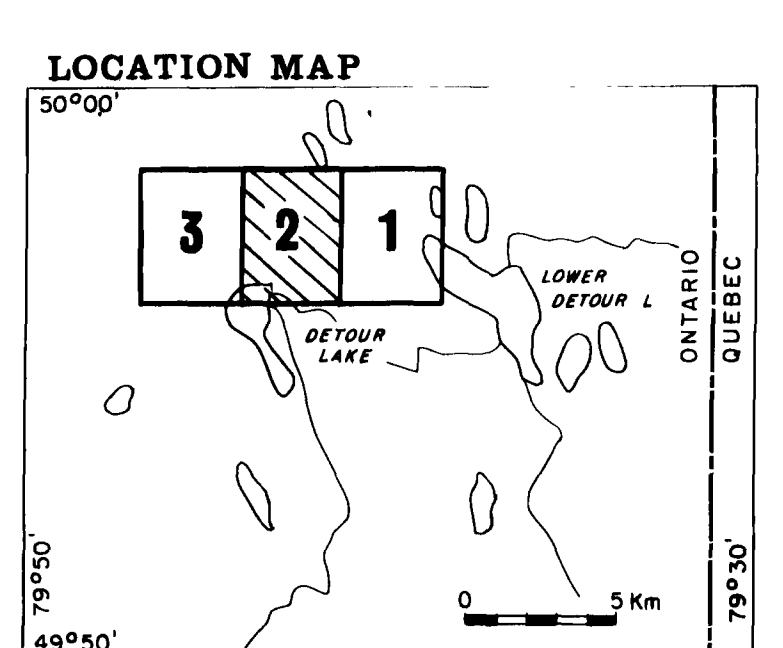 LOCATION MAP
50°00'
3 2 1
LOWER
DETOUR L
DETOUR
LAKE
ONTARIO
QUEBEC
79°50'
79°30'
0 5 Km
49°50'